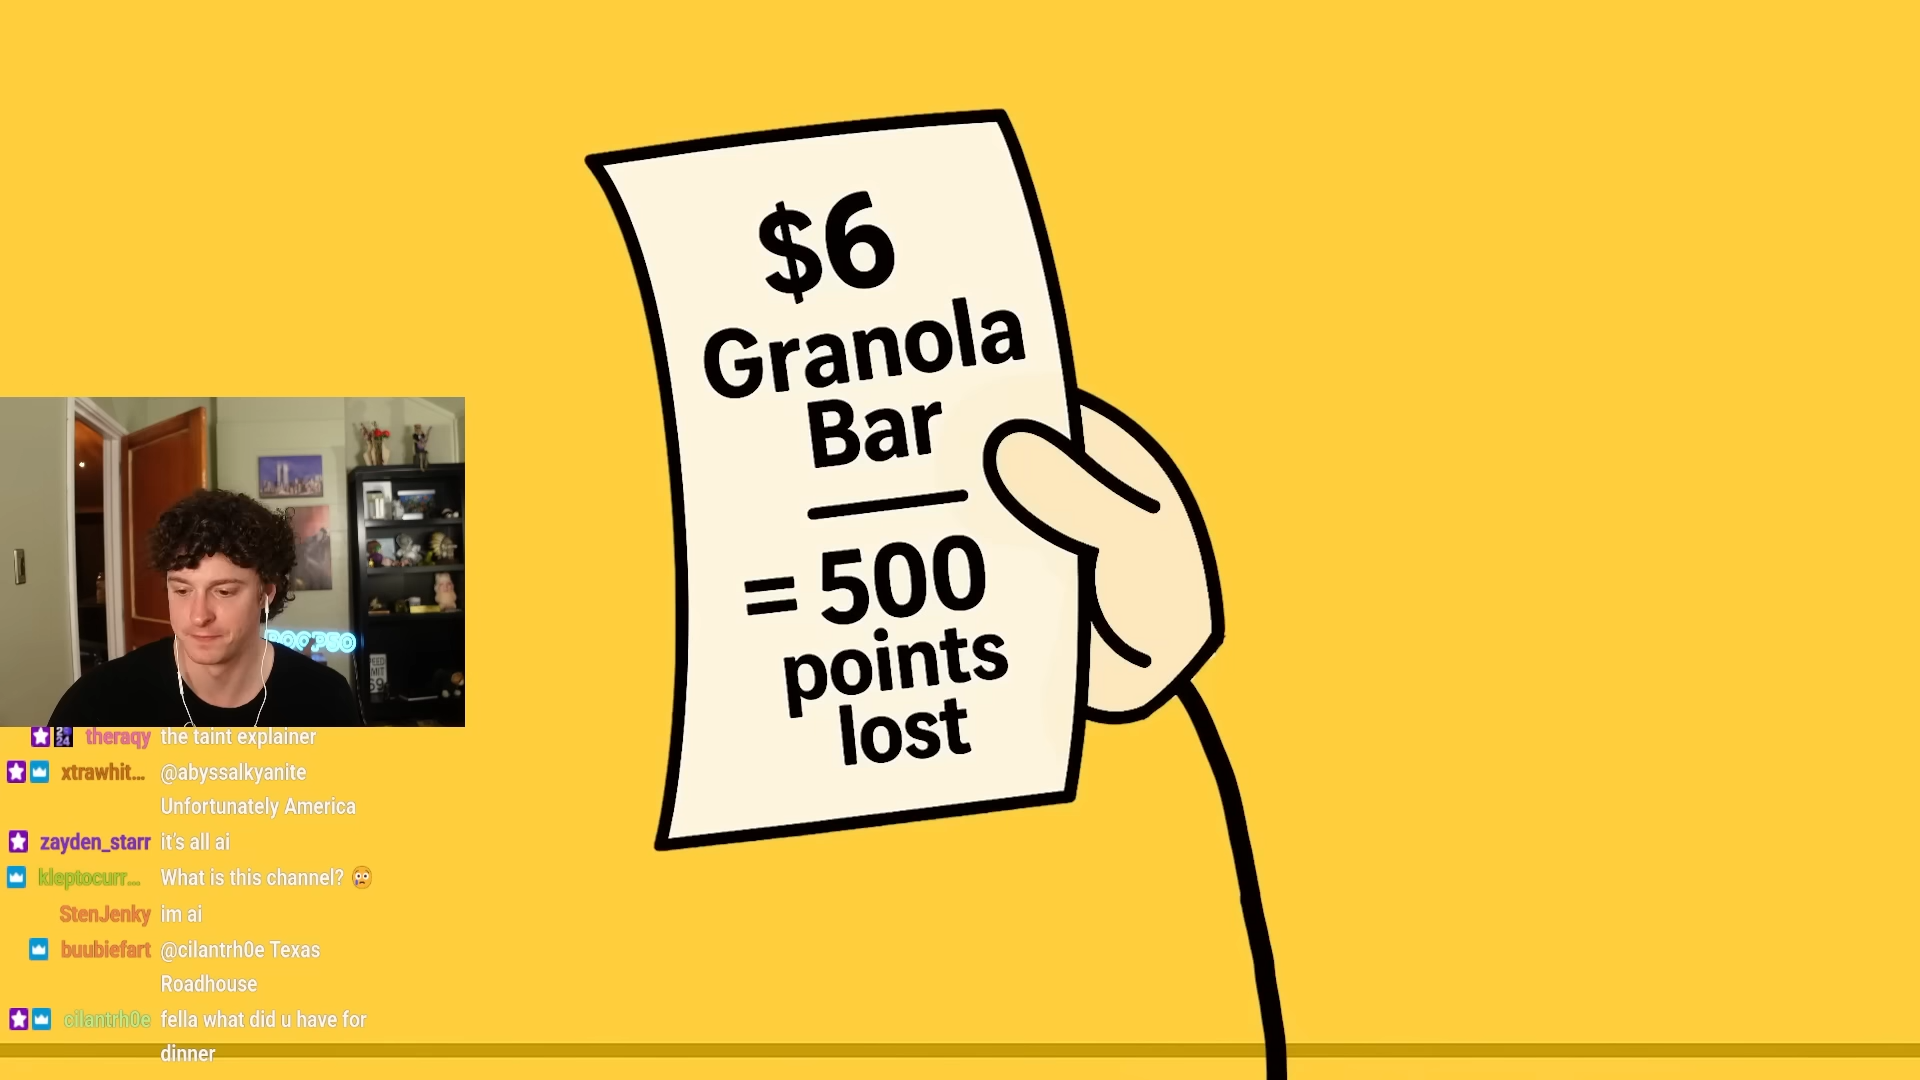 $6
Granola
Bar
= 500
points
lost
theraqy the taint explainer
xtrawhit... @abyssalkyanite
Unfortunately America
zayden_starr it's all ai
kleptocurr... What is this channel? 😨
StenJenky im ai
buubiefart @cilantrh0e Texas
Roadhouse
cilantrh0e fella what did u have for
dinner